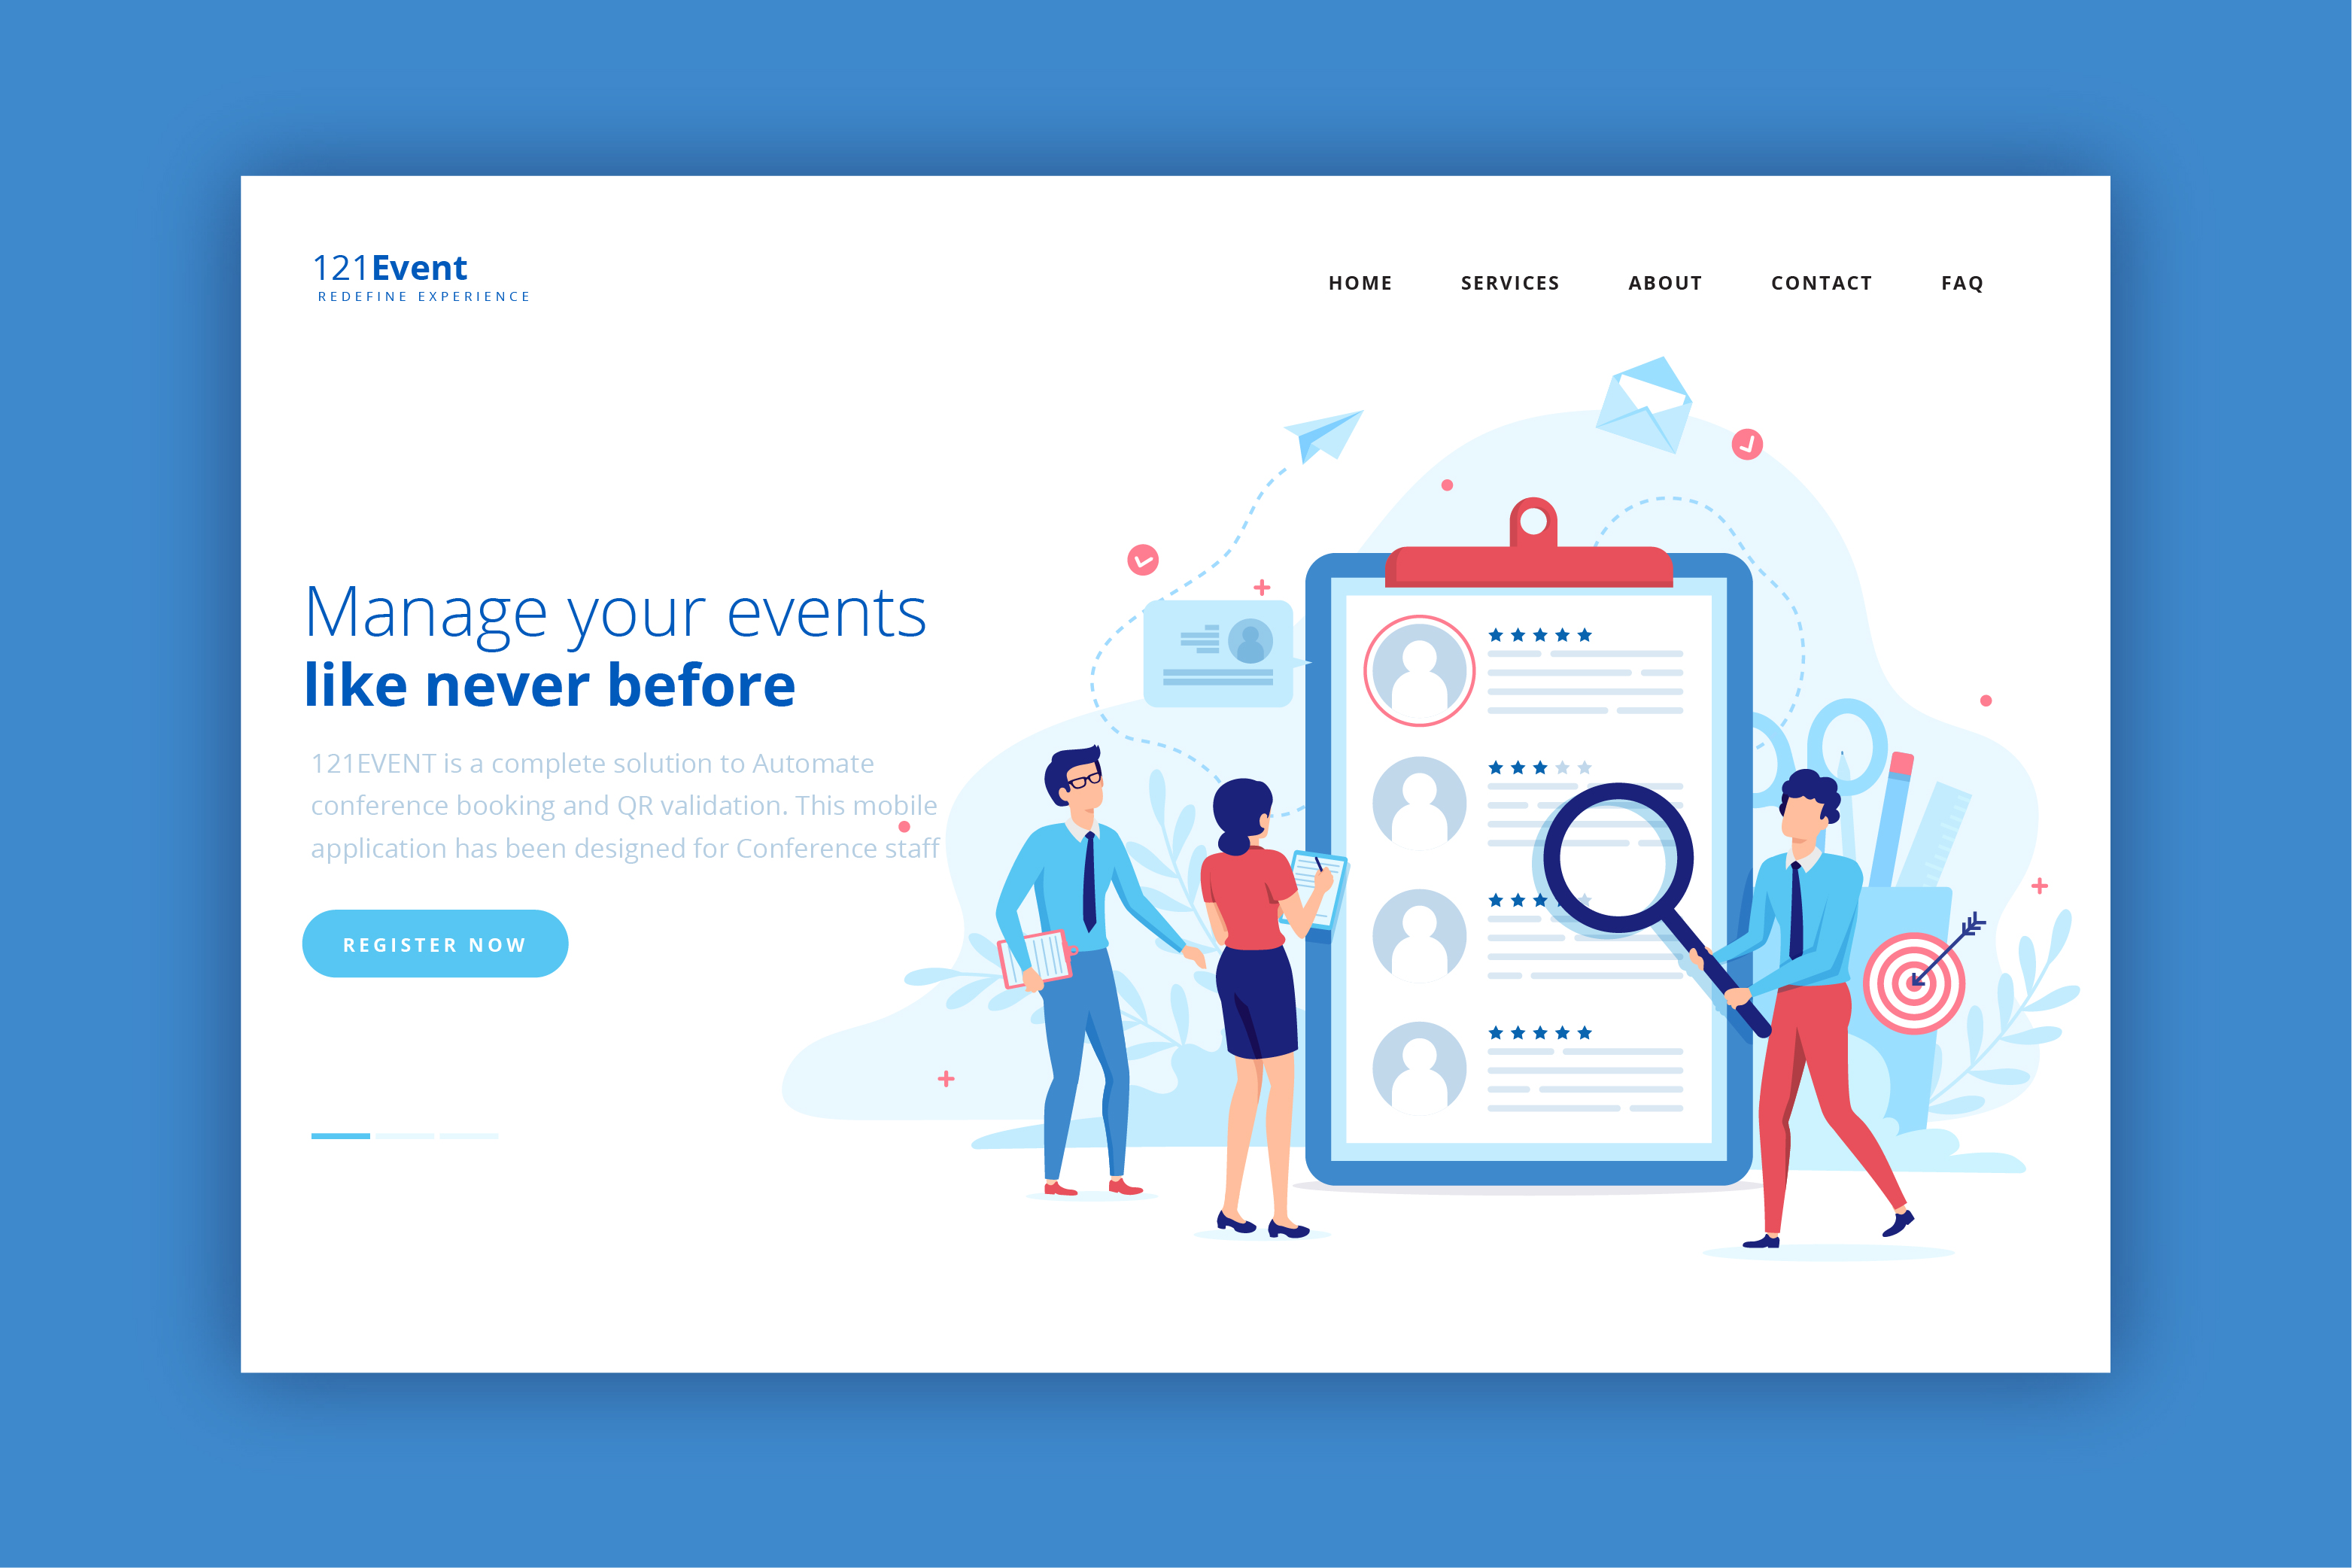 121Event
REDEFINE EXPERIENCE
HOME SERVICES ABOUT CONTACT FAQ
Manage your events
like never before
121EVENT is a complete solution to Automate
conference booking and QR validation. This mobile
application has been designed for Conference staff
REGISTER NOW